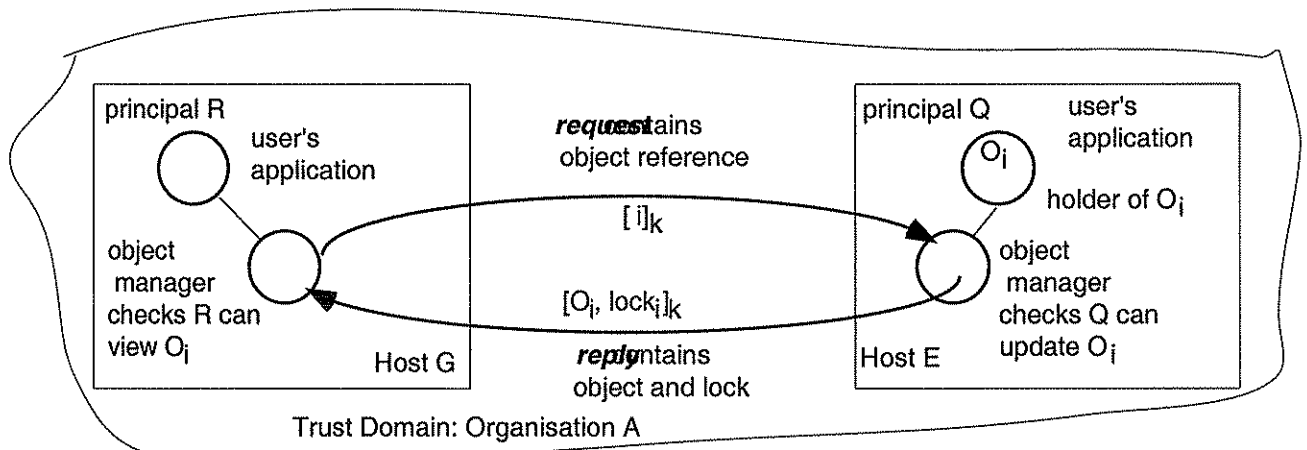 principal R
user's
application
object
manager
checks R can
view Oi
Host G
request contains
object reference
[ i]k
[Oi, locki]k
reply contains
object and lock
principal Q
user's
application
Oi
holder of Oi
object
manager
checks Q can
update Oi
Host E
Trust Domain: Organisation A